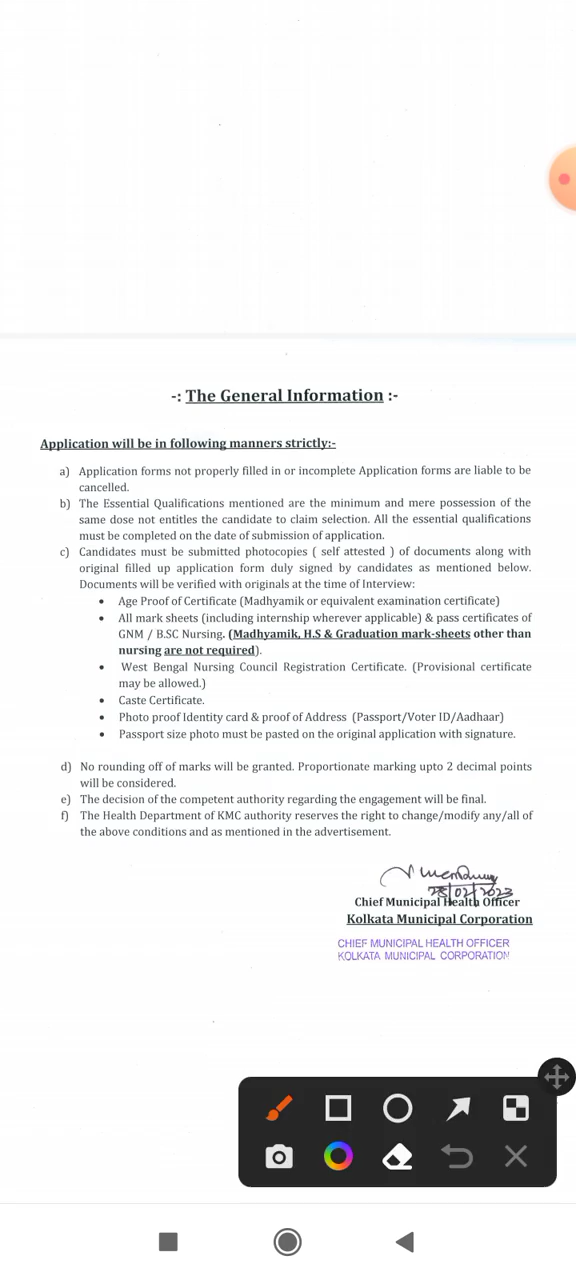 -: The General Information :-
Application will be in following manners strictly:-
a) Application forms not properly filled in or incomplete Application forms are liable to be
cancelled.
b) The Essential Qualifications mentioned are the minimum and mere possession of the
same dose not entitles the candidate to claim selection. All the essential qualifications
must be completed on the date of submission of application.
c) Candidates must be submitted photocopies ( self attested ) of documents along with
original filled up application form duly signed by candidates as mentioned below.
Documents will be verified with originals at the time of Interview:
• Age Proof of Certificate (Madhyamik or equivalent examination certificate)
• All mark sheets (including internship wherever applicable) & pass certificates of
GNM / B.SC Nursing. (Madhyamik, H.S & Graduation mark-sheets other than
nursing are not required).
• West Bengal Nursing Council Registration Certificate. (Provisional certificate
may be allowed.)
• Caste Certificate.
• Photo proof Identity card & proof of Address (Passport/Voter ID/Aadhaar)
• Passport size photo must be pasted on the original application with signature.
d) No rounding off of marks will be granted. Proportionate marking upto 2 decimal points
will be considered.
e) The decision of the competent authority regarding the engagement will be final.
f) The Health Department of KMC authority reserves the right to change/modify any/all of
the above conditions and as mentioned in the advertisement.
28/02/2023
Chief Municipal Health Officer
Kolkata Municipal Corporation
CHIEF MUNICIPAL HEALTH OFFICER
KOLKATA MUNICIPAL CORPORATION